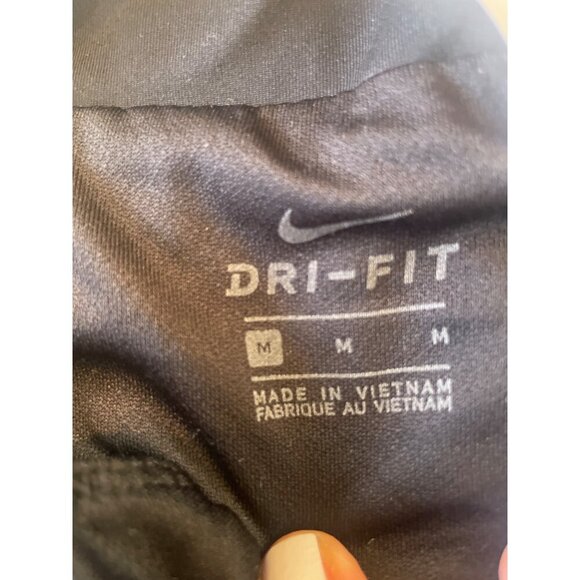 DRI-FIT
M M M
MADE IN VIETNAM
FABRIQUE AU VIETNAM